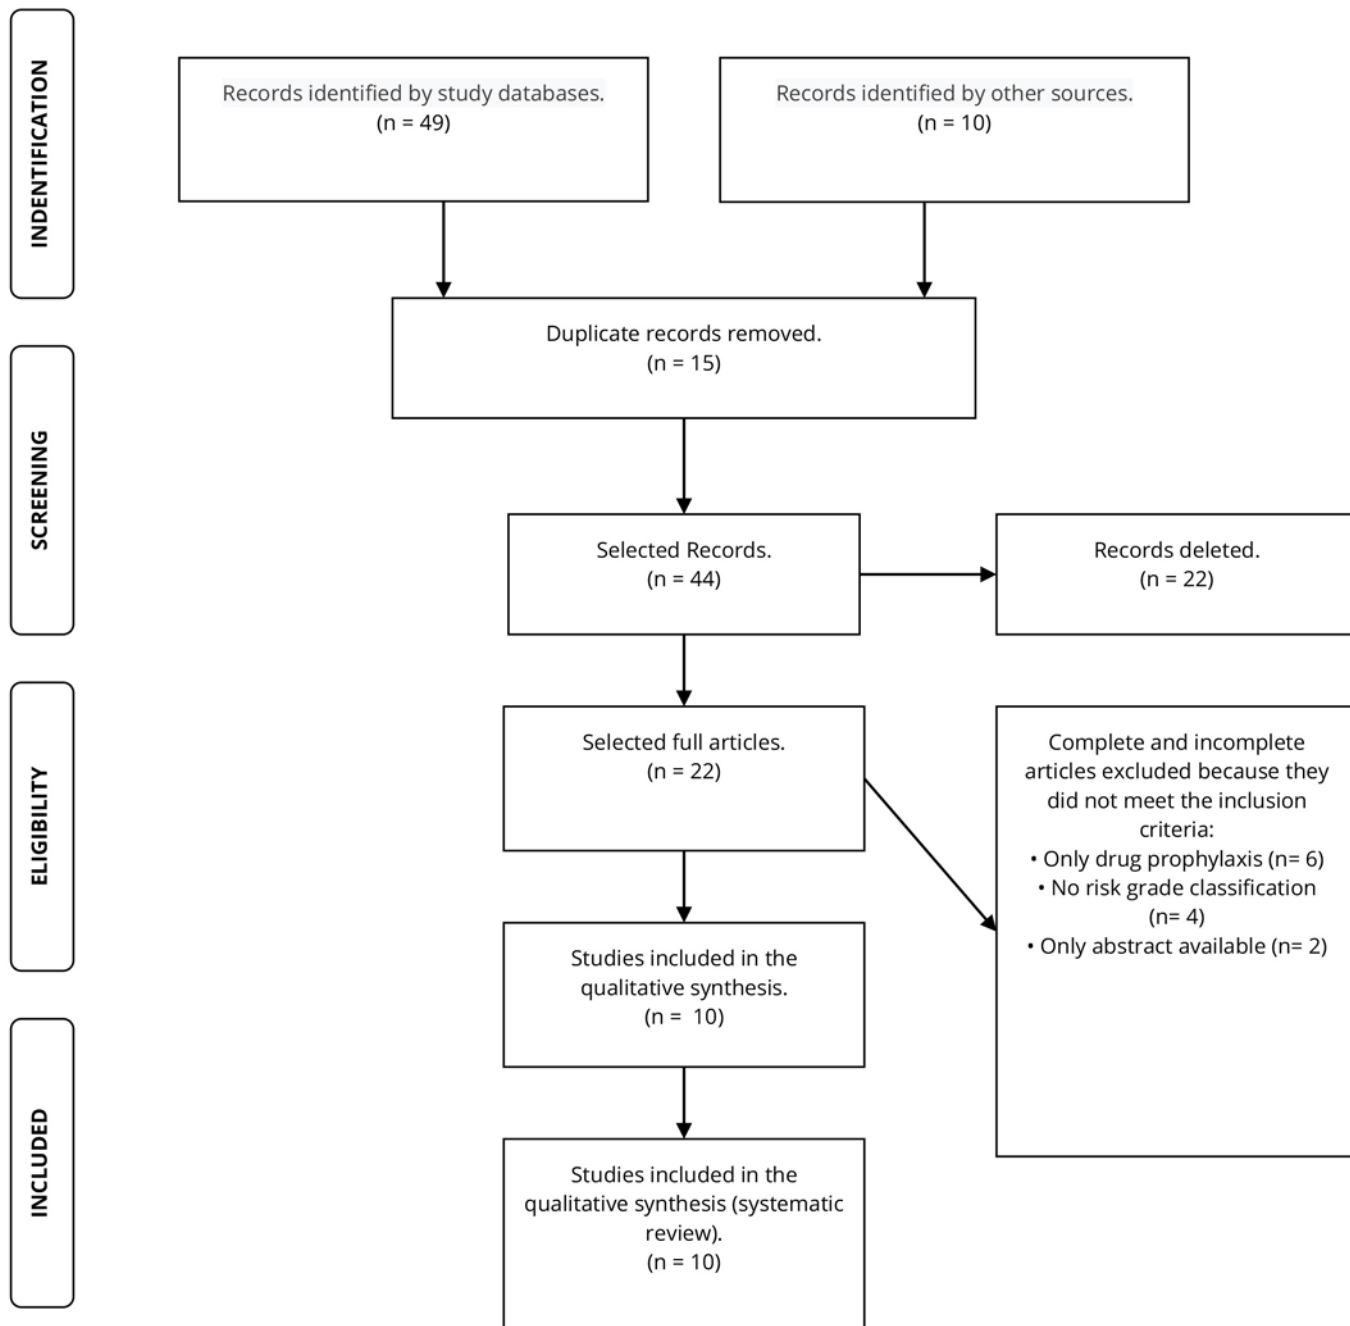 INDENTIFICATION
Records identified by study databases.
(n = 49)
Records identified by other sources.
(n = 10)
Duplicate records removed.
(n = 15)
SCREENING
Selected Records.
(n = 44)
Records deleted.
(n = 22)
ELIGIBILITY
Selected full articles.
(n = 22)
Complete and incomplete
articles excluded because they
did not meet the inclusion
criteria:
• Only drug prophylaxis (n= 6)
• No risk grade classification
(n= 4)
• Only abstract available (n= 2)
Studies included in the
qualitative synthesis.
(n =  10)
INCLUDED
Studies included in the
qualitative synthesis (systematic
review).
(n = 10)